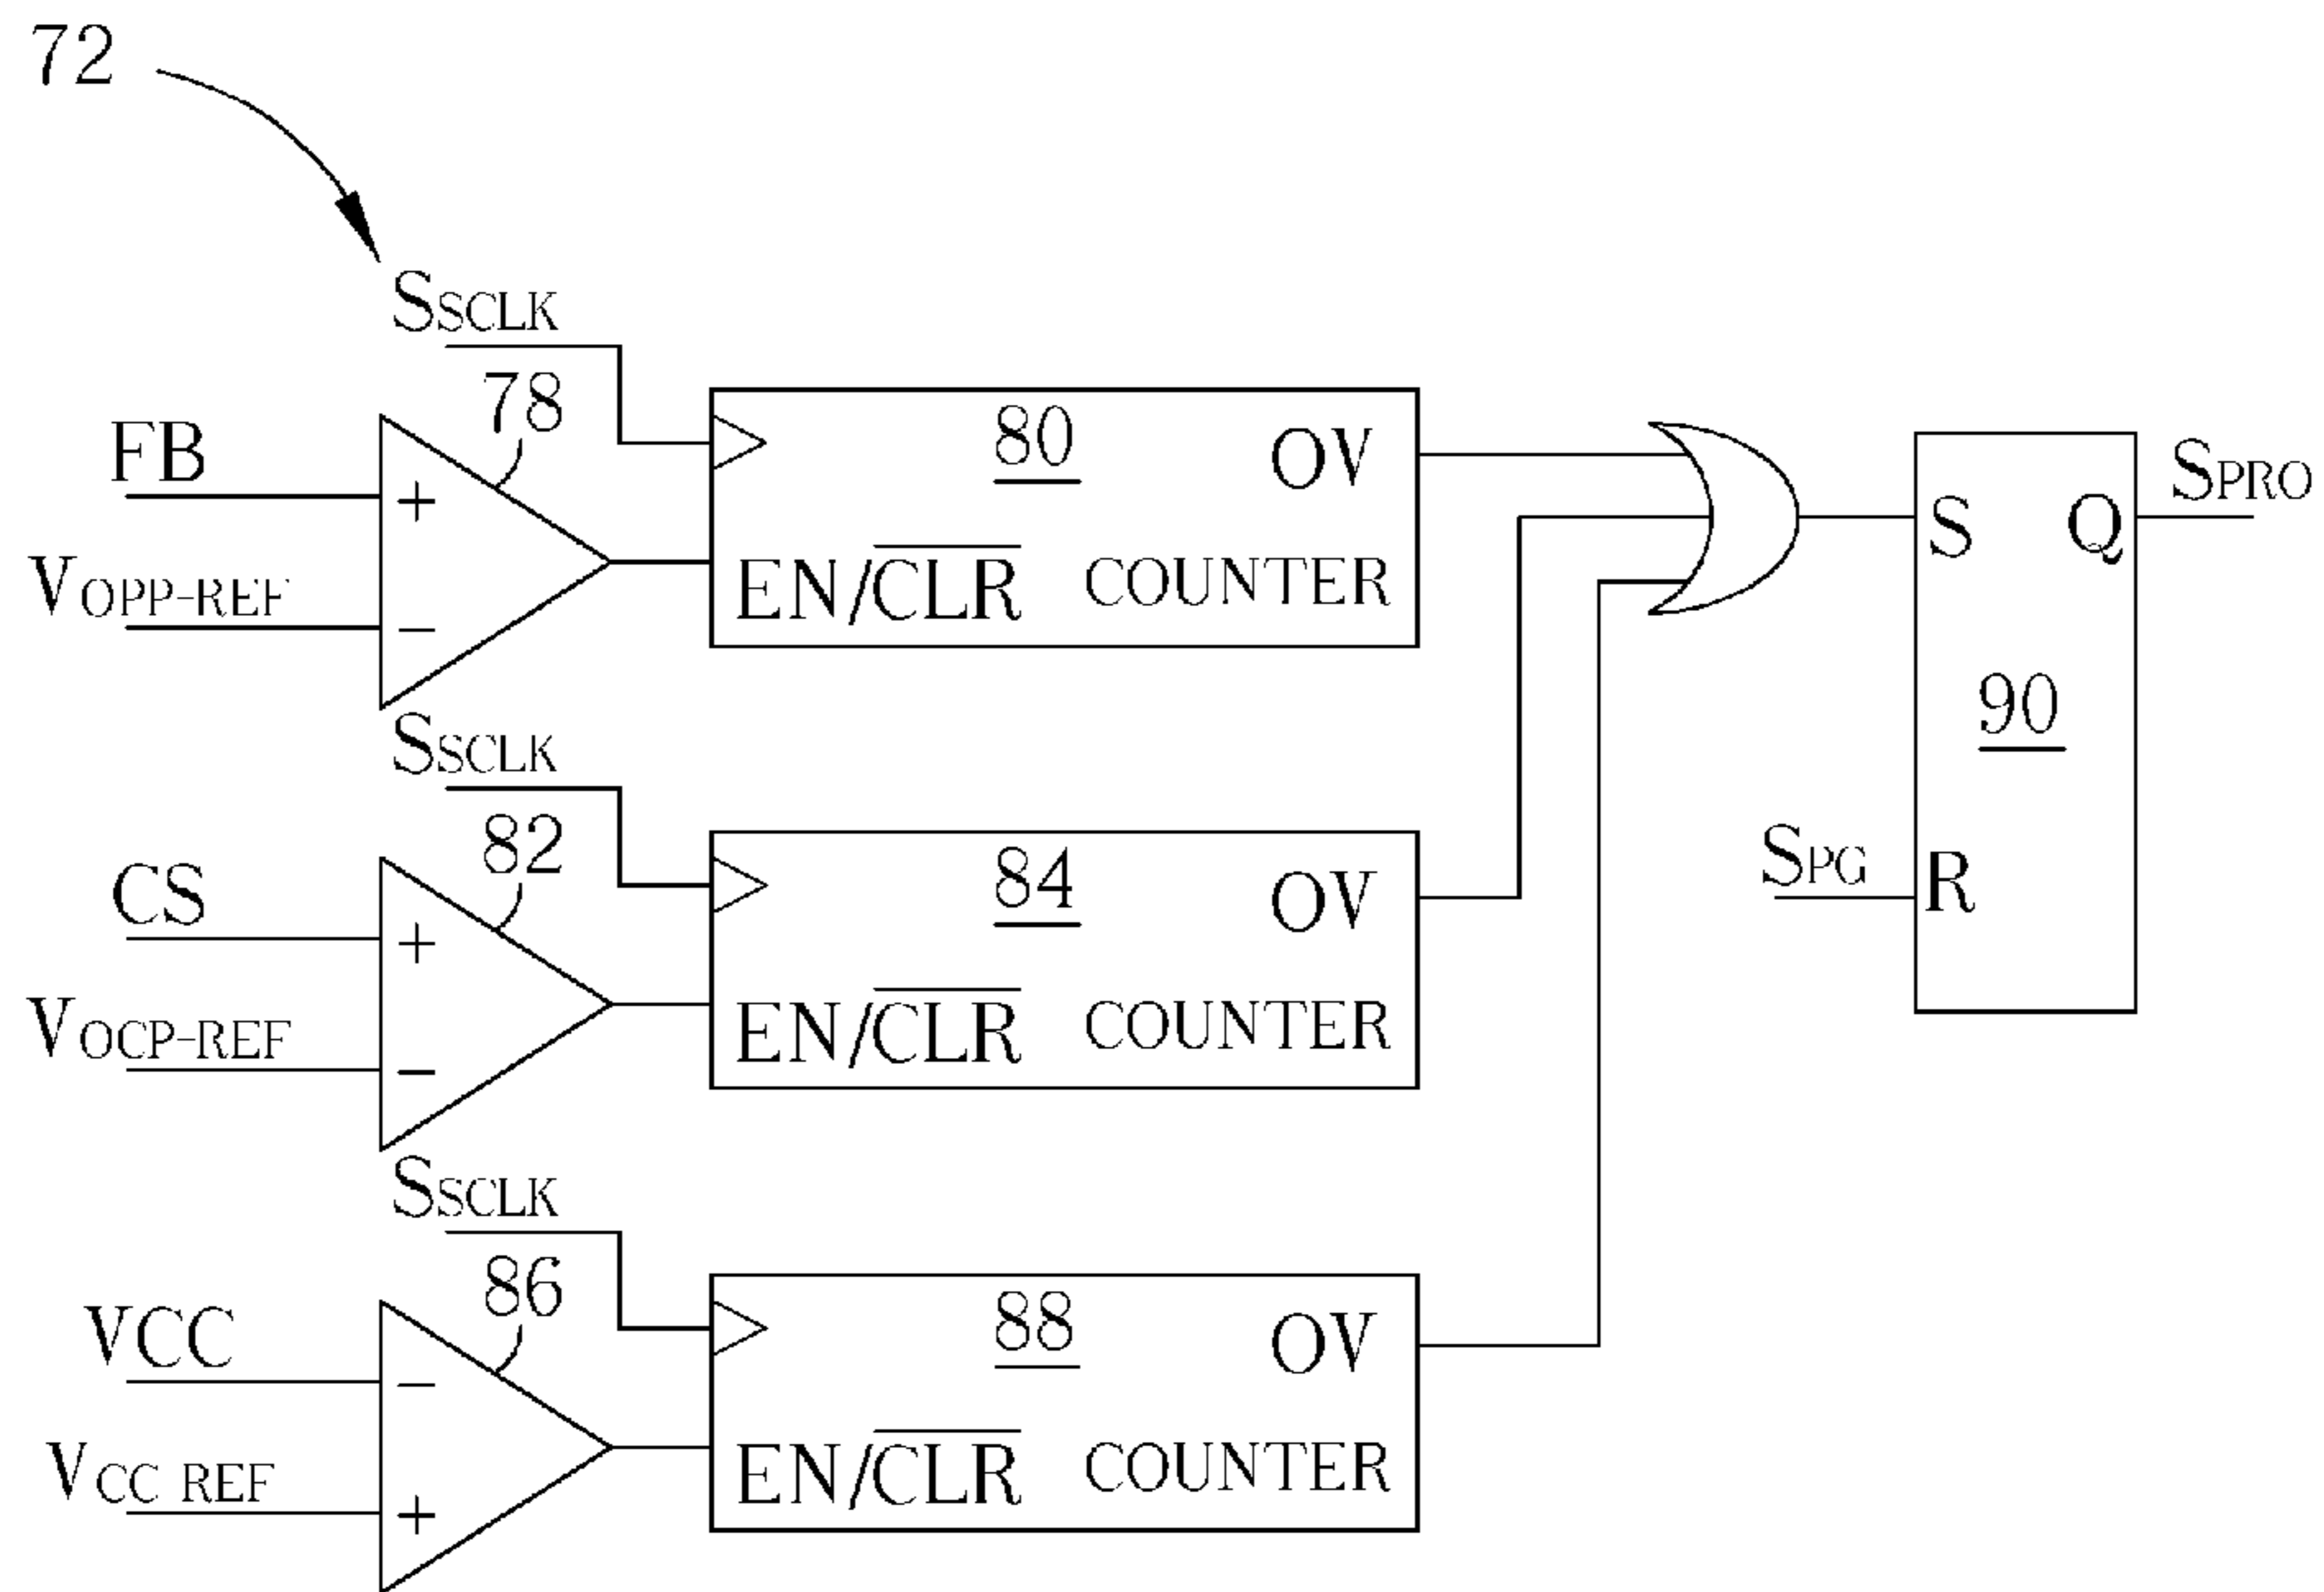 72
SSCLK
78
FB
+
VOPP-REF
−
80
OV
EN/CLR
COUNTER
SSCLK
82
CS
+
VOCP-REF
−
84
OV
EN/CLR
COUNTER
SSCLK
86
VCC
−
VCC REF
+
88
OV
EN/CLR
COUNTER
S
Q
90
R
SPG
SPRO